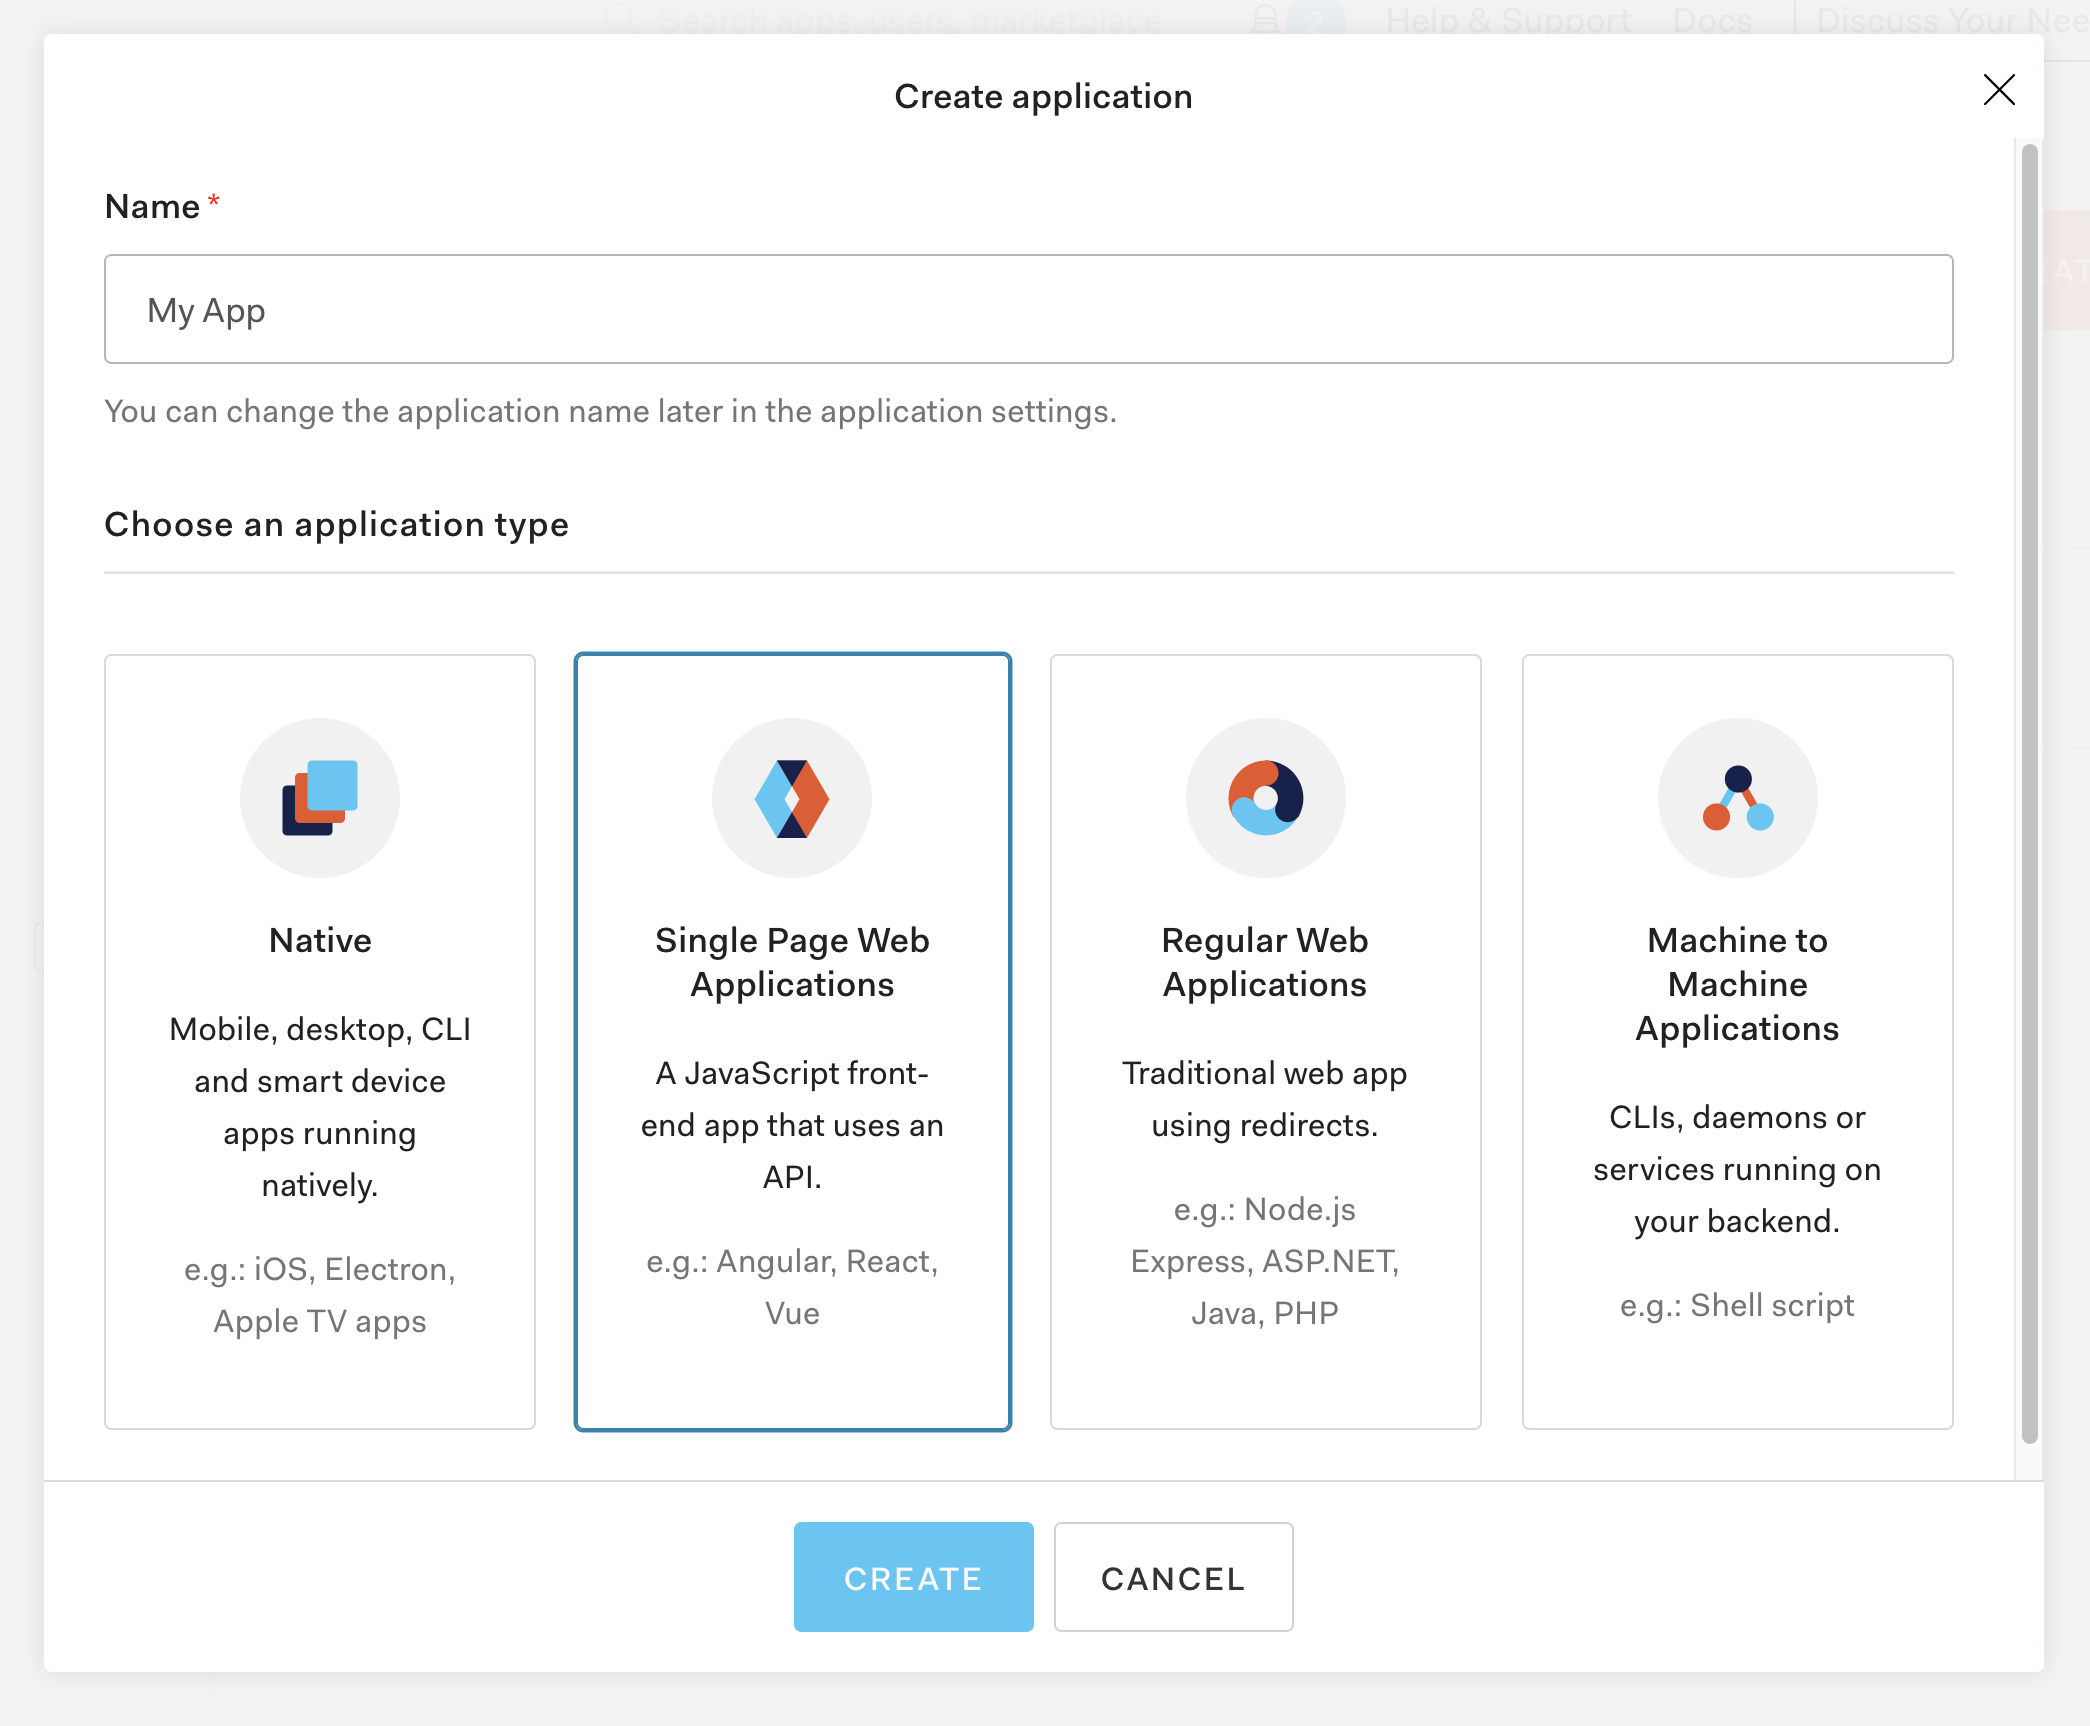 Search apps, users, marketplace
2
Help & Support
Docs
Discuss Your Nee
Create application
Name *
My App
You can change the application name later in the application settings.
Choose an application type
Native
Mobile, desktop, CLI
and smart device
apps running
natively.
e.g.: iOS, Electron,
Apple TV apps
Single Page Web
Applications
A JavaScript front-
end app that uses an
API.
e.g.: Angular, React,
Vue
Regular Web
Applications
Traditional web app
using redirects.
e.g.: Node.js
Express, ASP.NET,
Java, PHP
Machine to
Machine
Applications
CLIs, daemons or
services running on
your backend.
e.g.: Shell script
CREATE
CANCEL